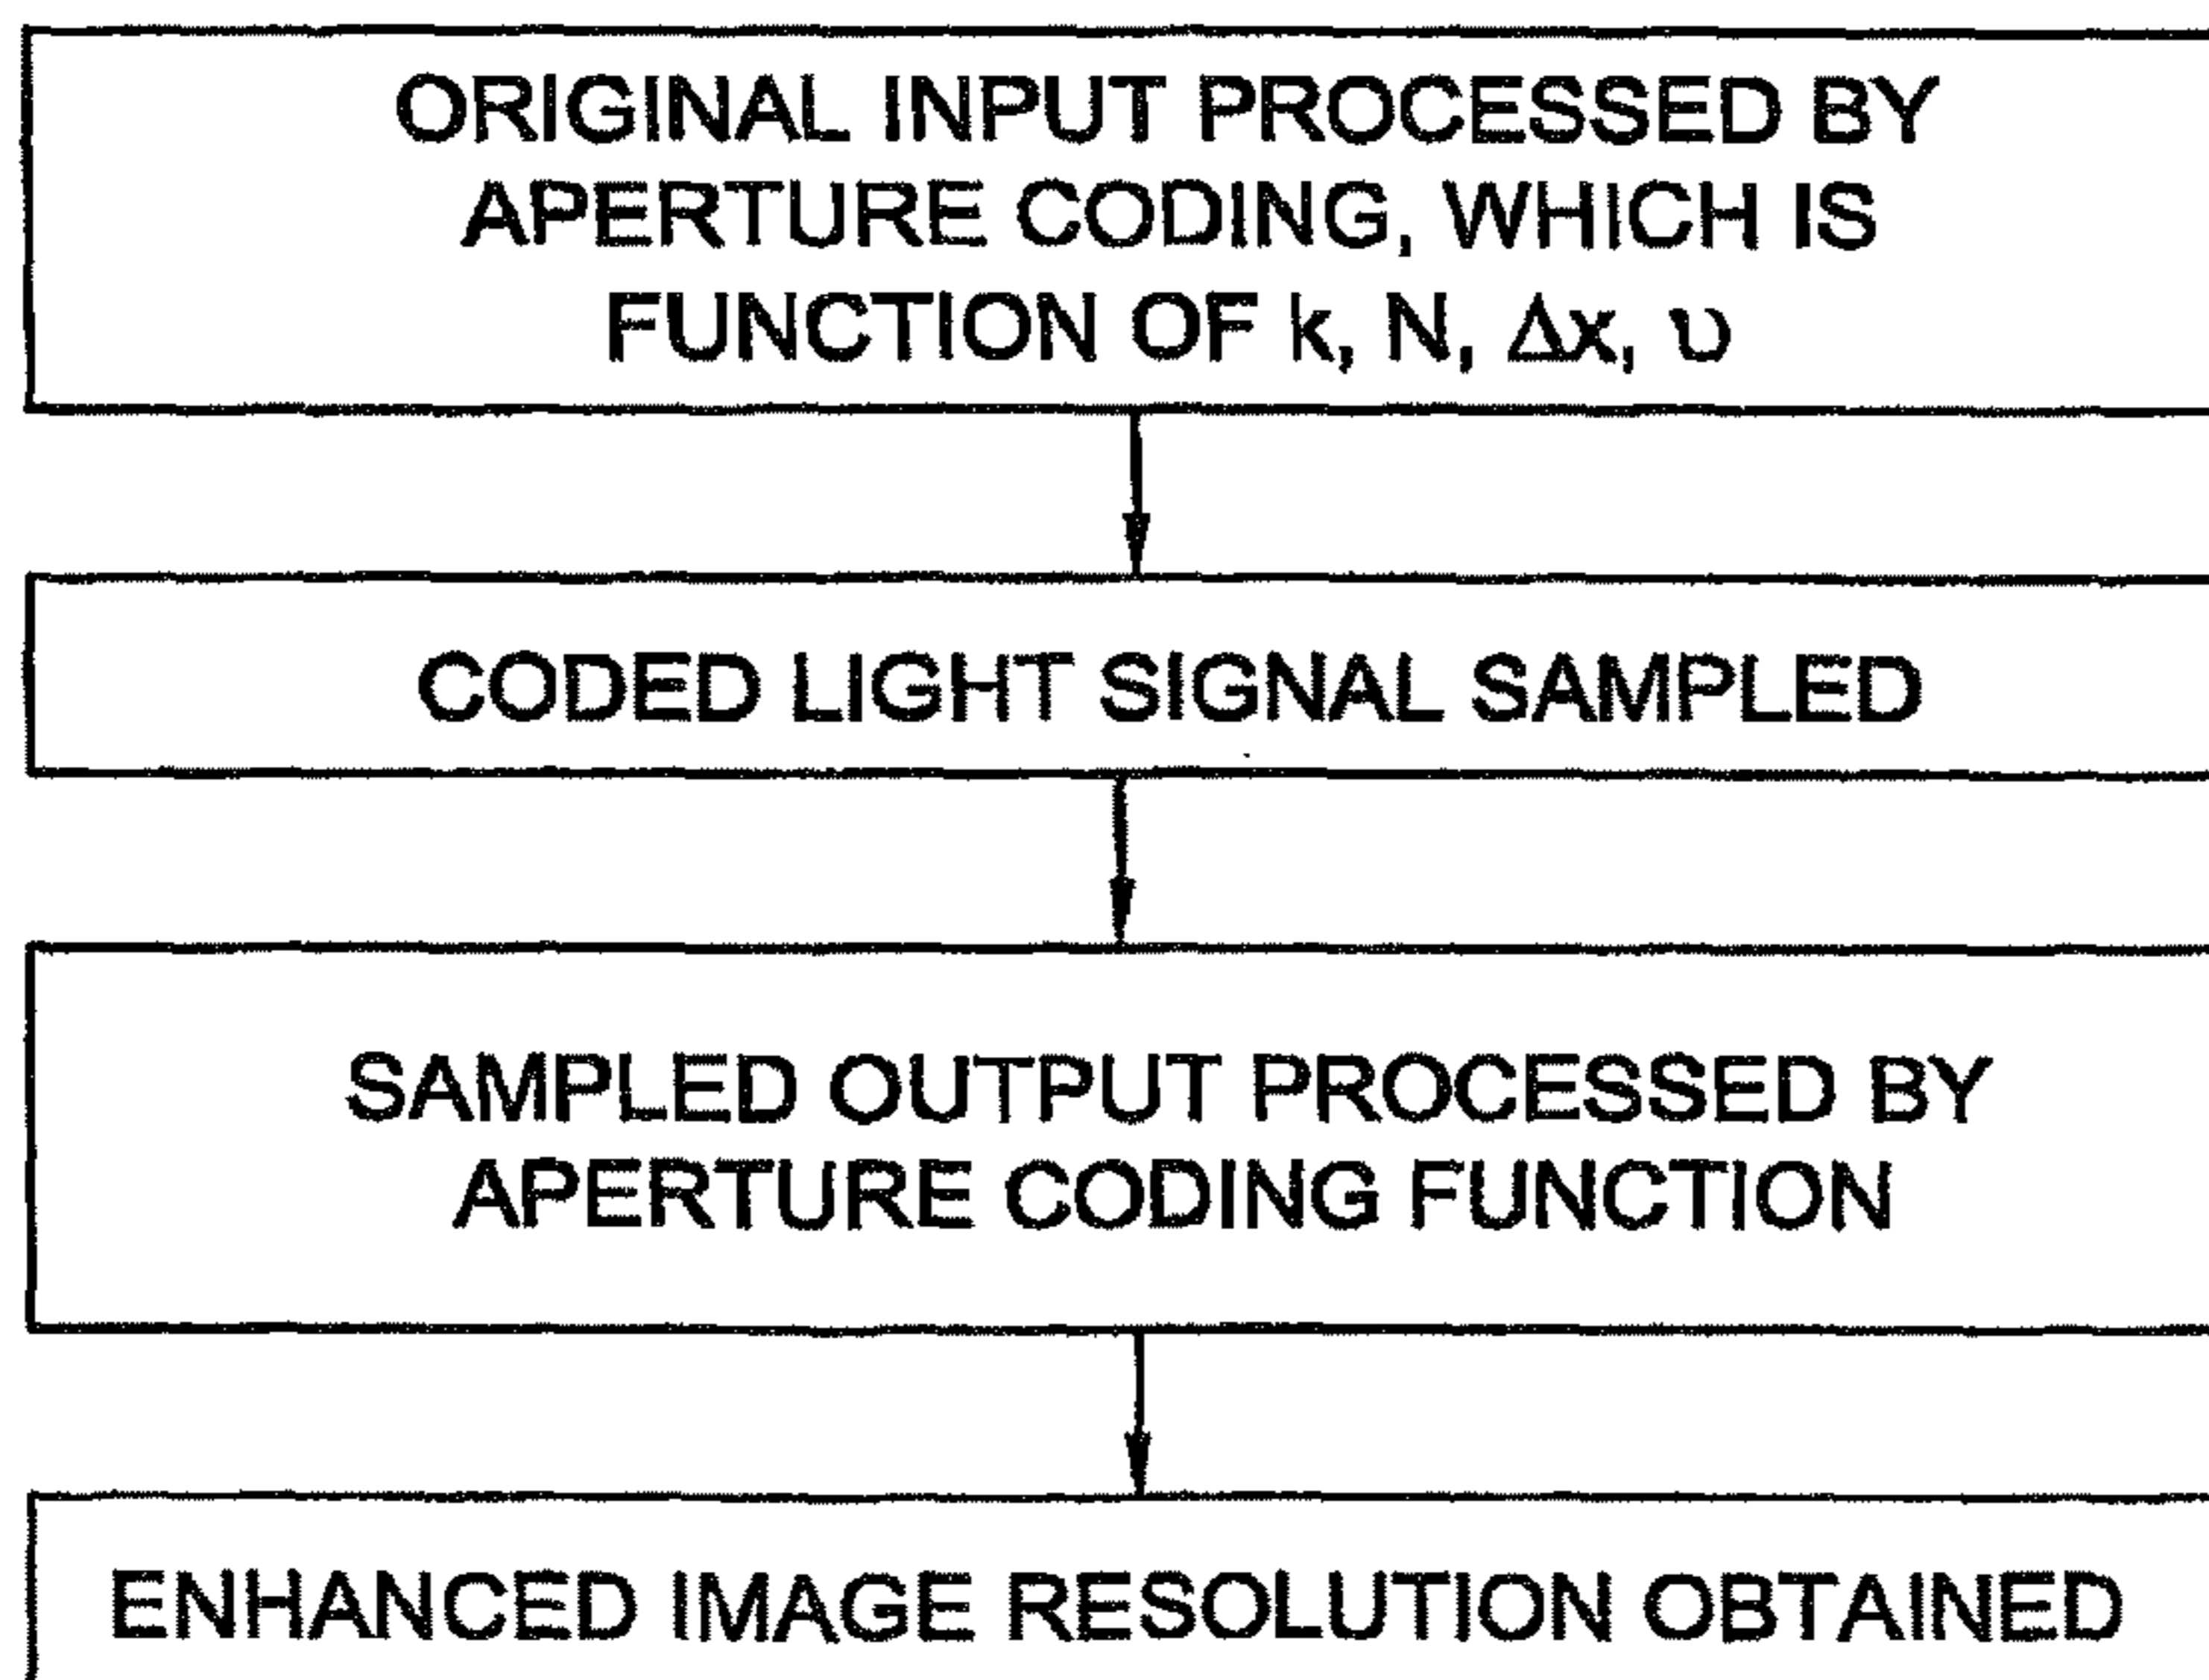 ORIGINAL INPUT PROCESSED BY
APERTURE CODING, WHICH IS
FUNCTION OF k, N, Δx, υ
CODED LIGHT SIGNAL SAMPLED
SAMPLED OUTPUT PROCESSED BY
APERTURE CODING FUNCTION
ENHANCED IMAGE RESOLUTION OBTAINED